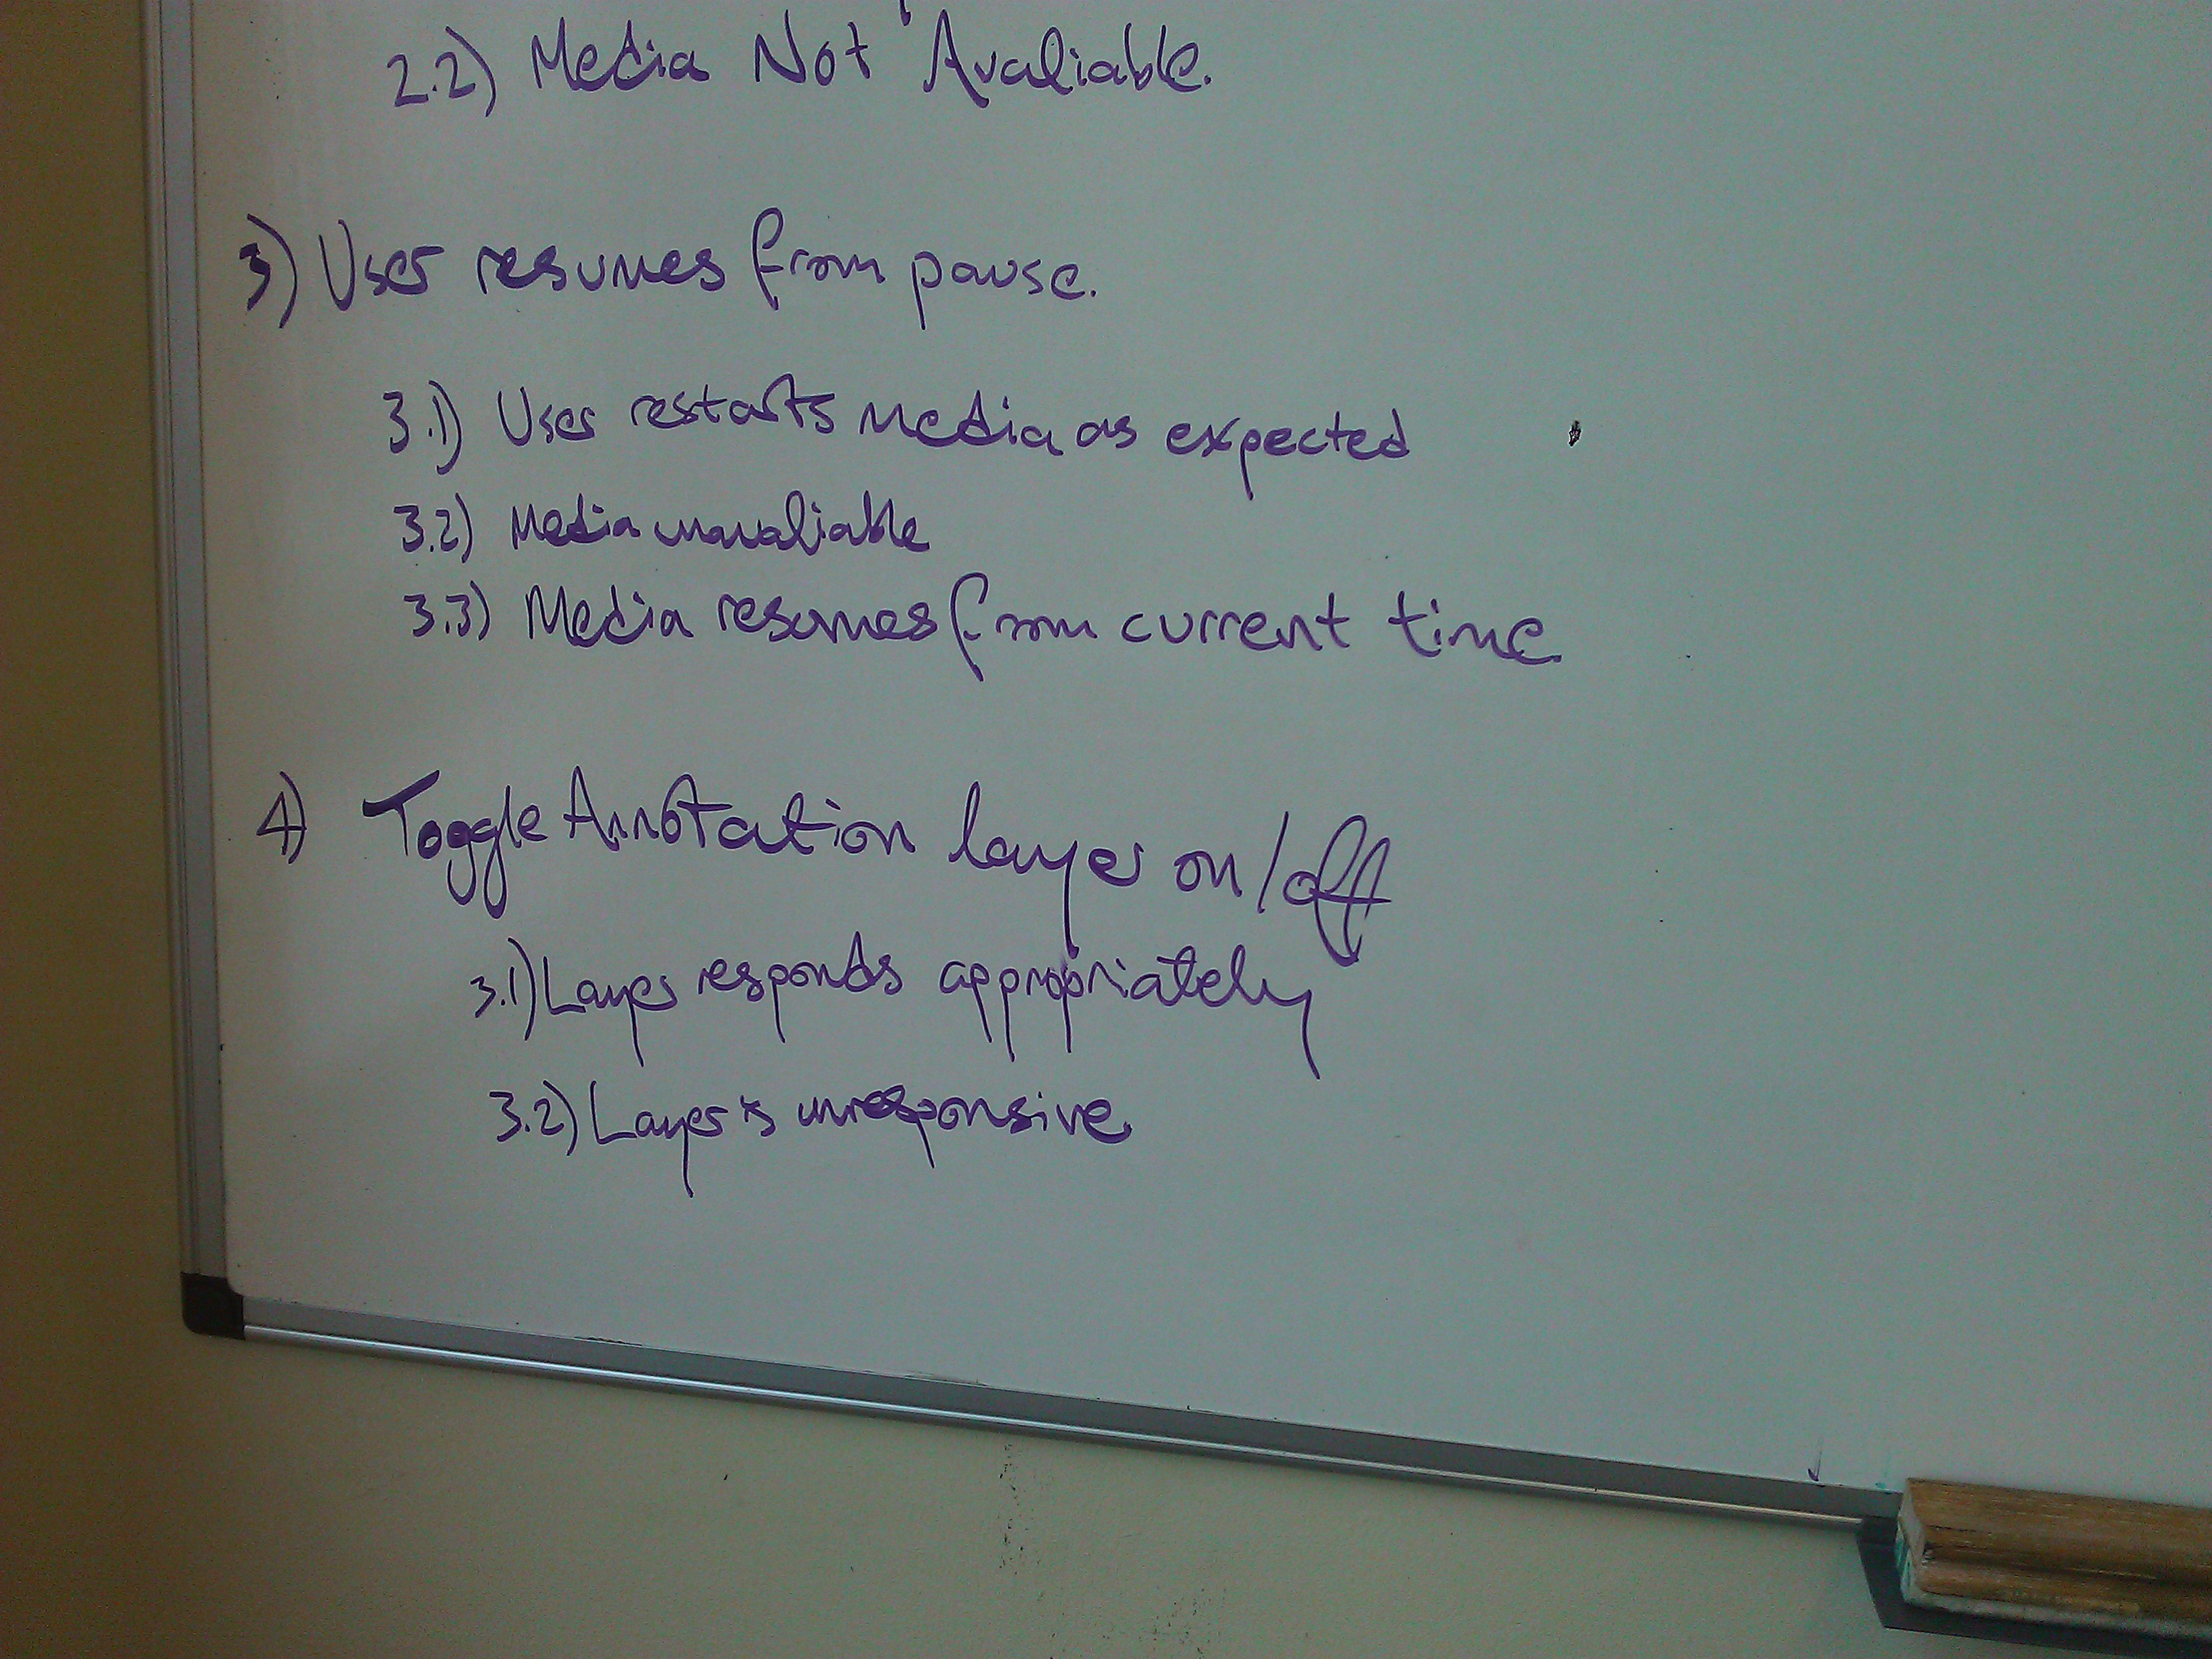 2.2) Media Not Avaliable.
3) User resumes from pause.
3.1) User restarts media as expected
3.2) Media unavaliable
3.3) Media resumes from current time.
4) Toggle Annotation layer on/off
3.1) Layer responds appropriately
3.2) Layer is unresponsive.